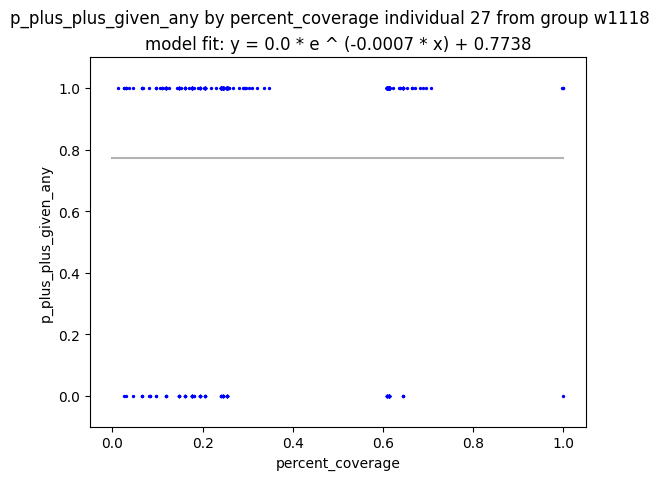 p_plus_plus_given_any by percent_coverage individual 27 from group w1118
model fit: y = 0.0 * e ^ (-0.0007 * x) + 0.7738
1.0
0.8
0.6
0.4
0.2
0.0
p_plus_plus_given_any
0.0 0.2 0.4 0.6 0.8 1.0
percent_coverage